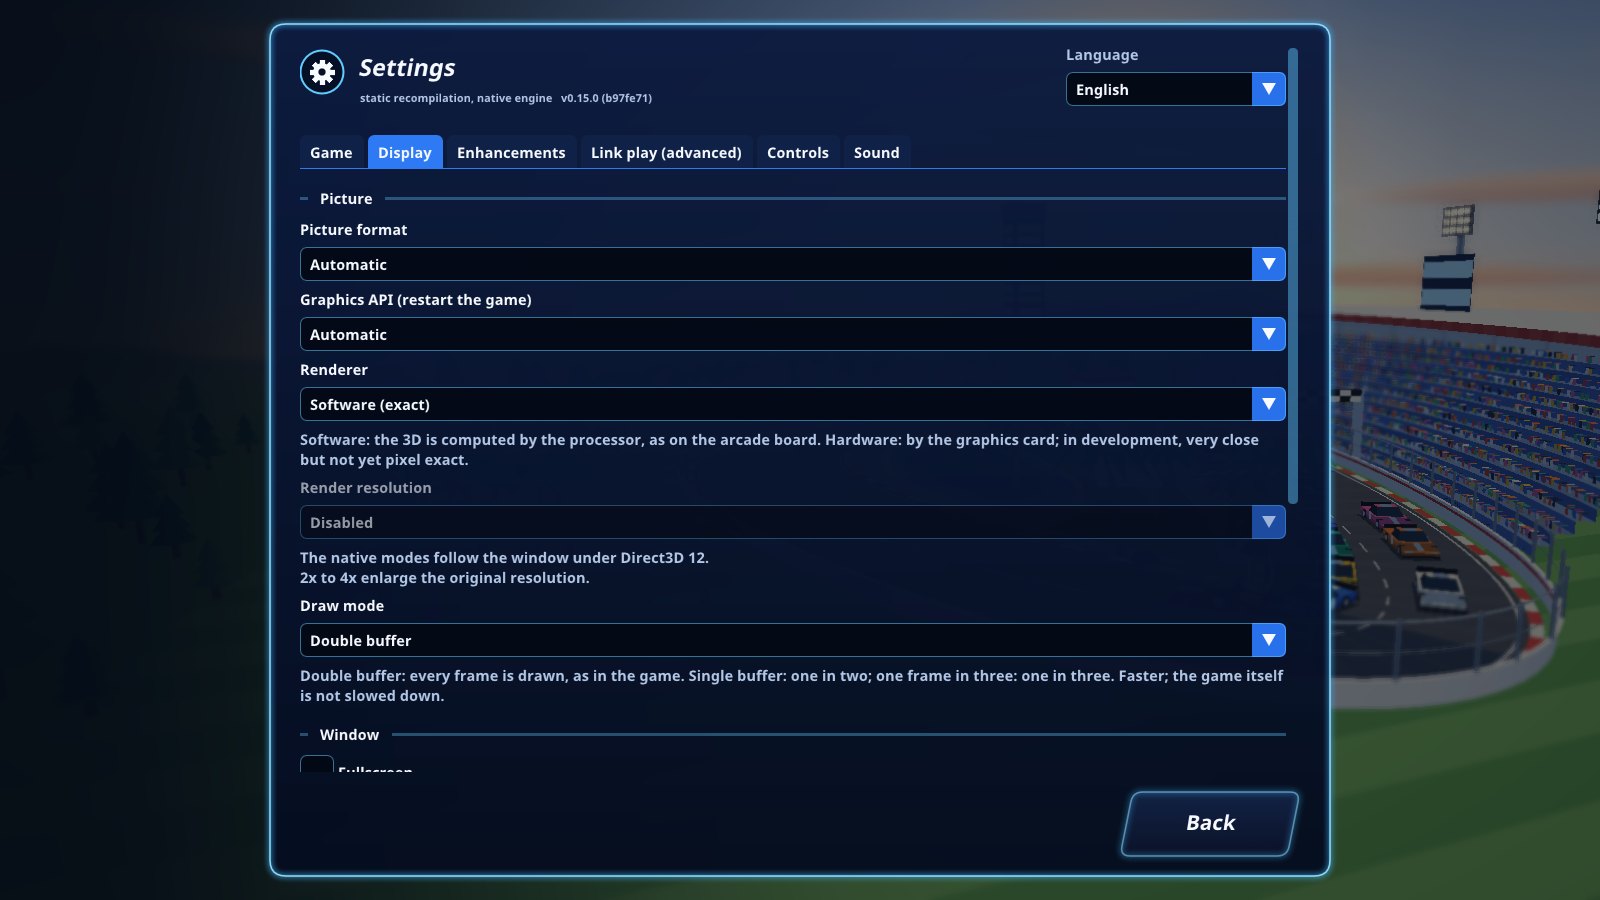 Settings
static recompilation, native engine v0.15.0 (b97fe71)
Language
English
Game
Display
Enhancements
Link play (advanced)
Controls
Sound
Picture
Picture format
Automatic
Graphics API (restart the game)
Automatic
Renderer
Software (exact)
Software: the 3D is computed by the processor, as on the arcade board. Hardware: by the graphics card; in development, very close
but not yet pixel exact.
Render resolution
Disabled
The native modes follow the window under Direct3D 12.
2x to 4x enlarge the original resolution.
Draw mode
Double buffer
Double buffer: every frame is drawn, as in the game. Single buffer: one in two; one frame in three: one in three. Faster; the game itself
is not slowed down.
Window
Fullscreen
Back